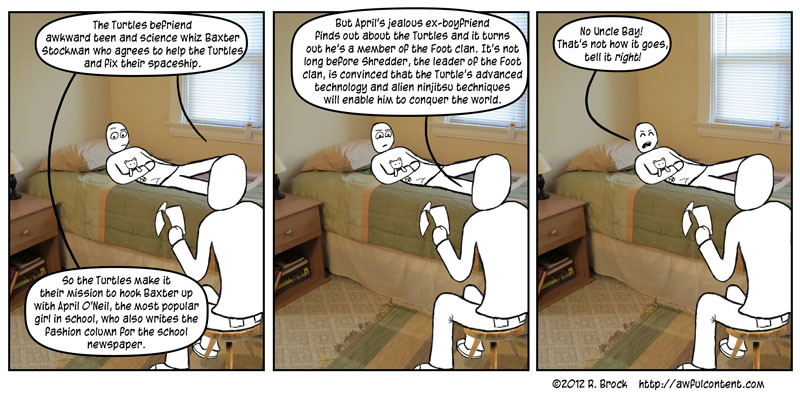 The Turtles befriend
awkward teen and science whiz Baxter
Stockman who agrees to help the Turtles
and fix their spaceship.
So the Turtles make it
their mission to hook Baxter up
with April O'Neil, the most popular
girl in school, who also writes the
fashion column for the school
newspaper.
But April's jealous ex-boyfriend
finds out about the Turtles and it turns
out he's a member of the Foot clan. It's not
long before Shredder, the leader of the Foot
clan, is convinced that the Turtle's advanced
technology and alien ninjitsu techniques
will enable him to conquer the world.
No Uncle Bay!
That's not how it goes,
tell it right!
©2012 R. Brock http://awfulcontent.com